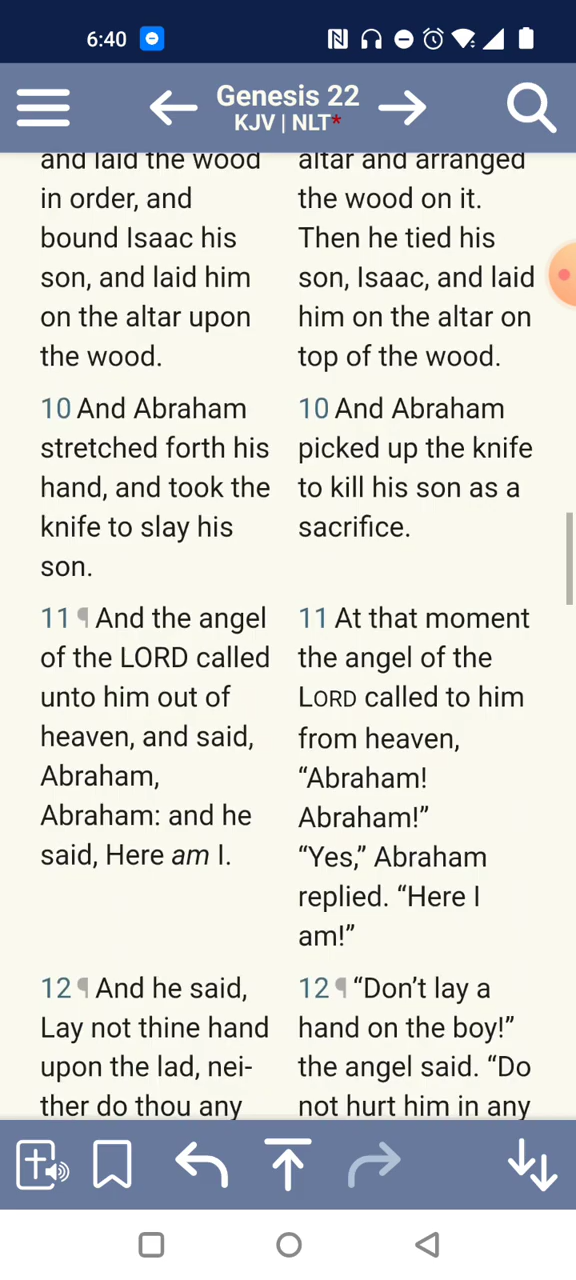 6:40
Genesis 22
KJV | NLT*
and laid the wood
in order, and
bound Isaac his
son, and laid him
on the altar upon
the wood.
10 And Abraham
stretched forth his
hand, and took the
knife to slay his
son.
11 ¶ And the angel
of the LORD called
unto him out of
heaven, and said,
Abraham,
Abraham: and he
said, Here am I.
12 ¶ And he said,
Lay not thine hand
upon the lad, nei-
ther do thou any
altar and arranged
the wood on it.
Then he tied his
son, Isaac, and laid
him on the altar on
top of the wood.
10 And Abraham
picked up the knife
to kill his son as a
sacrifice.
11 At that moment
the angel of the
LORD called to him
from heaven,
“Abraham!
Abraham!”
“Yes,” Abraham
replied. “Here I
am!”
12 ¶ “Don’t lay a
hand on the boy!”
the angel said. “Do
not hurt him in any